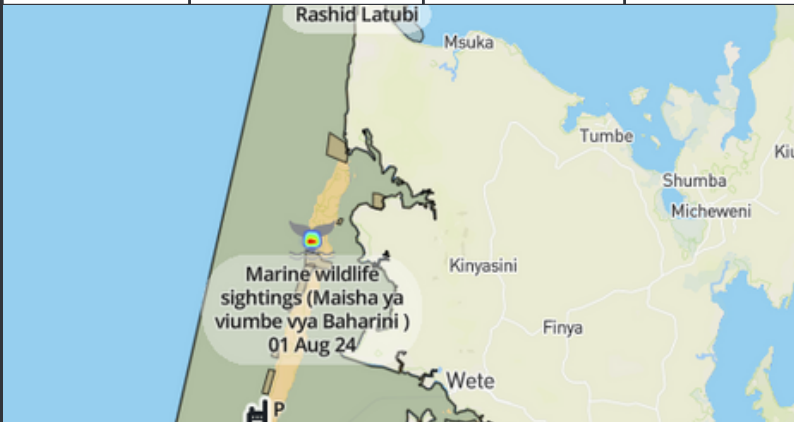 Rashid Latubi
Msuka
Tumbe
Shumba
Micheweni
Kinyasini
Marine wildlife
sightings (Maisha ya
viumbe vya Baharini )
01 Aug 24
Finya
Wete
P